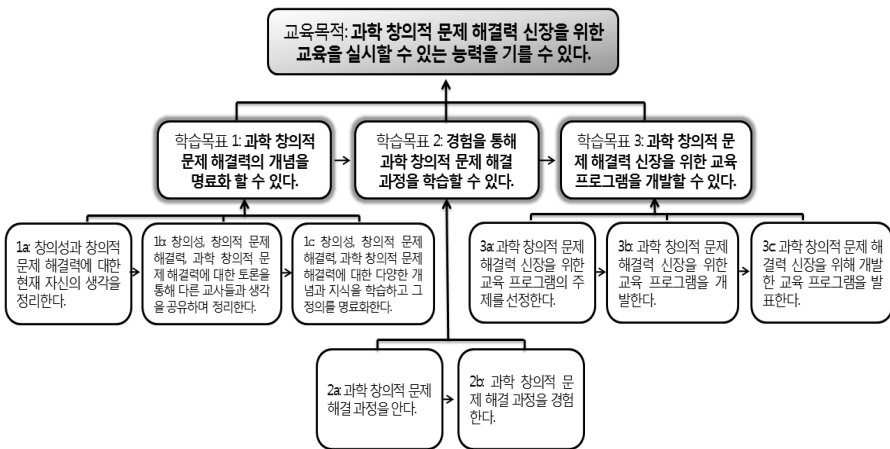 교육목적: 과학 창의적 문제 해결력 신장을 위한
교육을 실시할 수 있는 능력을 기를 수 있다.
학습목표 1: 과학 창의적
문제 해결력의 개념을
명료화 할 수 있다.
학습목표 2: 경험을 통해
과학 창의적 문제 해결
과정을 학습할 수 있다.
학습목표 3: 과학 창의적 문
제 해결력 신장을 위한 교육
프로그램을 개발할 수 있다.
1a: 창의성과 창의적
문제 해결력에 대한
현재 자신의 생각을
정리한다.
1b: 창의성, 창의적 문제
해결력, 과학 창의적 문
제 해결력에 대한 토론을
통해 다른 교사들과 생각
을 공유하며 정리한다.
1c: 창의성, 창의적 문제
해결력, 과학 창의적 문제
해결력에 대한 다양한 개
념과 지식을 학습하고 그
정의를 명료화한다.
3a: 과학 창의적 문제
해결력 신장을 위한
교육 프로그램의 주
제를 선정한다.
3b: 과학 창의적 문제
해결력 신장을 위한
교육 프로그램을 개
발한다.
3c: 과학 창의적 문제 해
결력 신장을 위해 개발
한 교육 프로그램을 발
표한다.
2a: 과학 창의적 문제
해결 과정을 안다.
2b: 과학 창의적 문
제 해결 과정을 경험
한다.